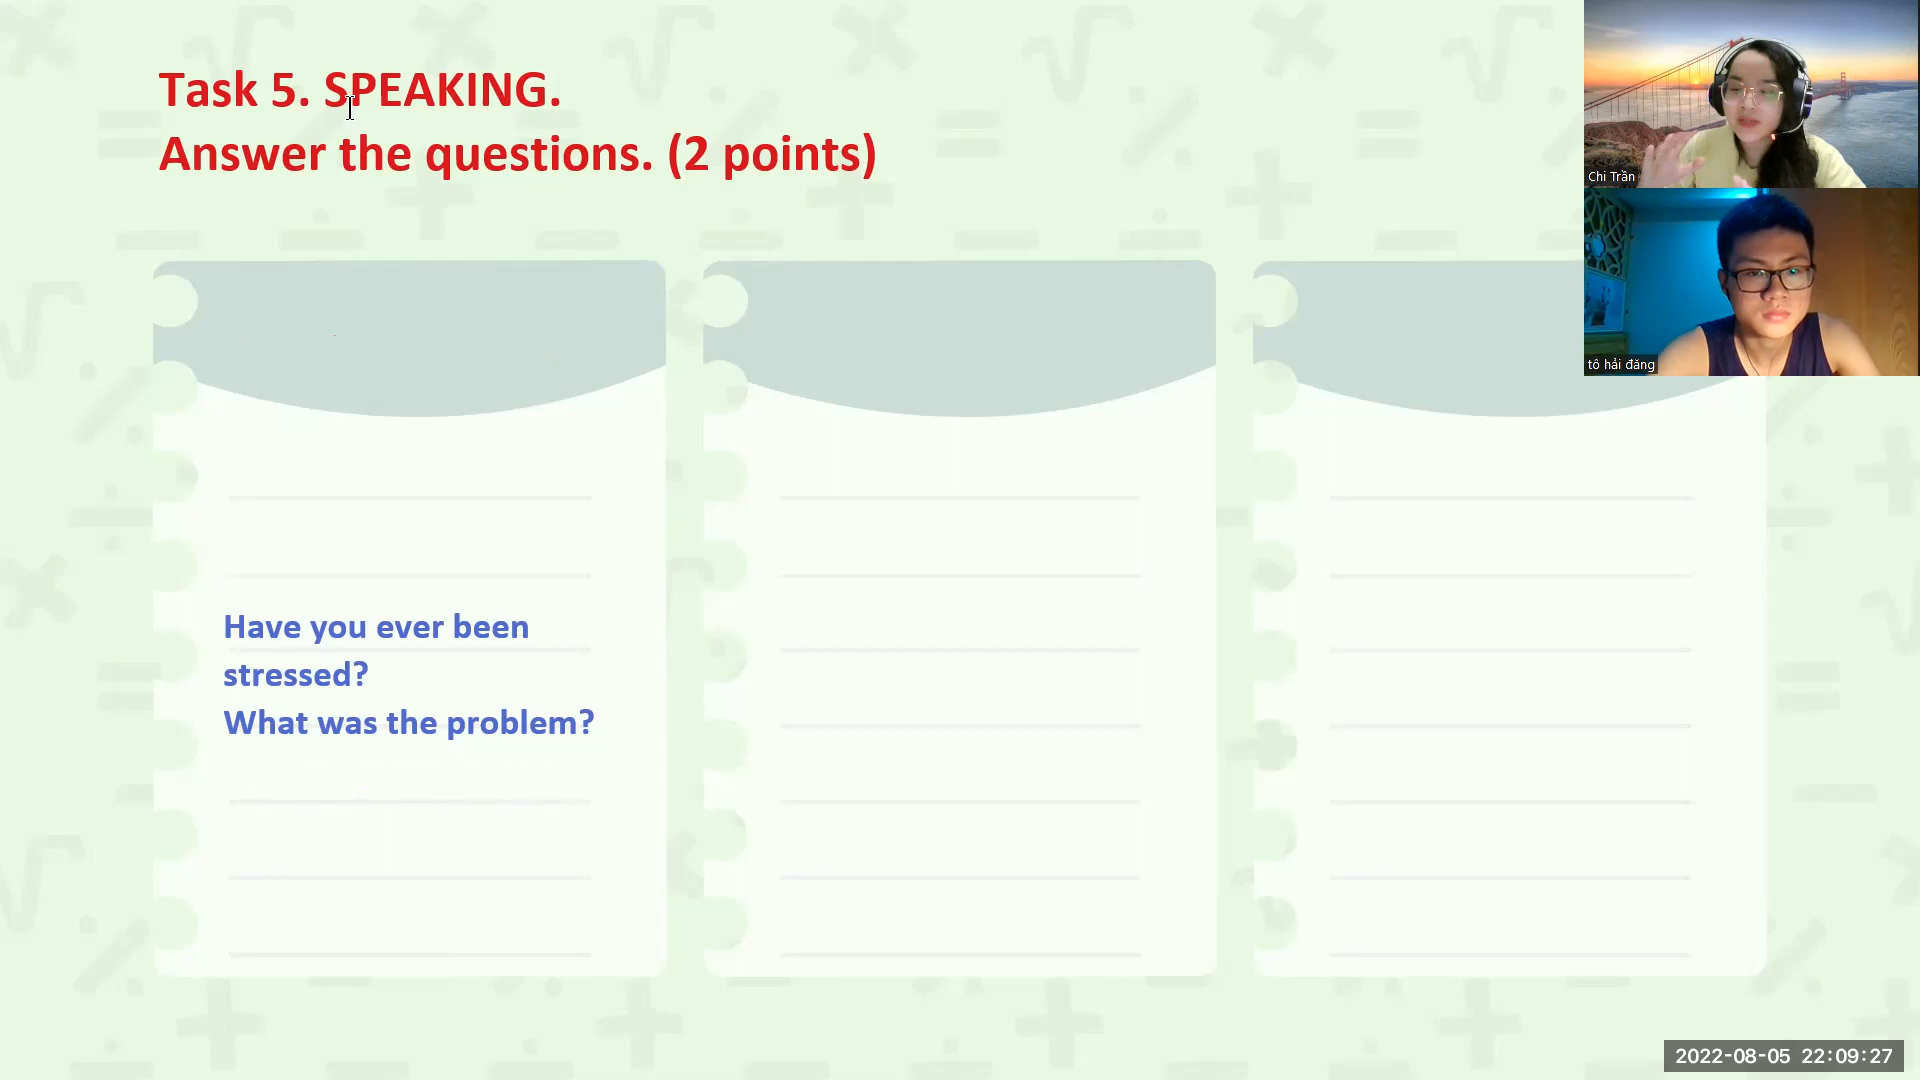 Task 5. SPEAKING.
Answer the questions. (2 points)
Chi Trần
tô hải đăng
Have you ever been
stressed?
What was the problem?
2022-08-05 22:09:27